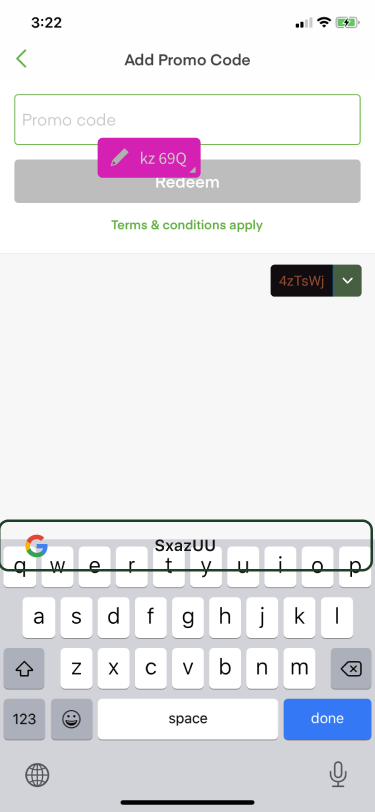 3:22
Add Promo Code
Promo code
kz 69Q
Redeem
Terms & conditions apply
4zTsWj
SxazUU
q w e r t y u i o p
a s d f g h j k l
z x c v b n m
123 space done